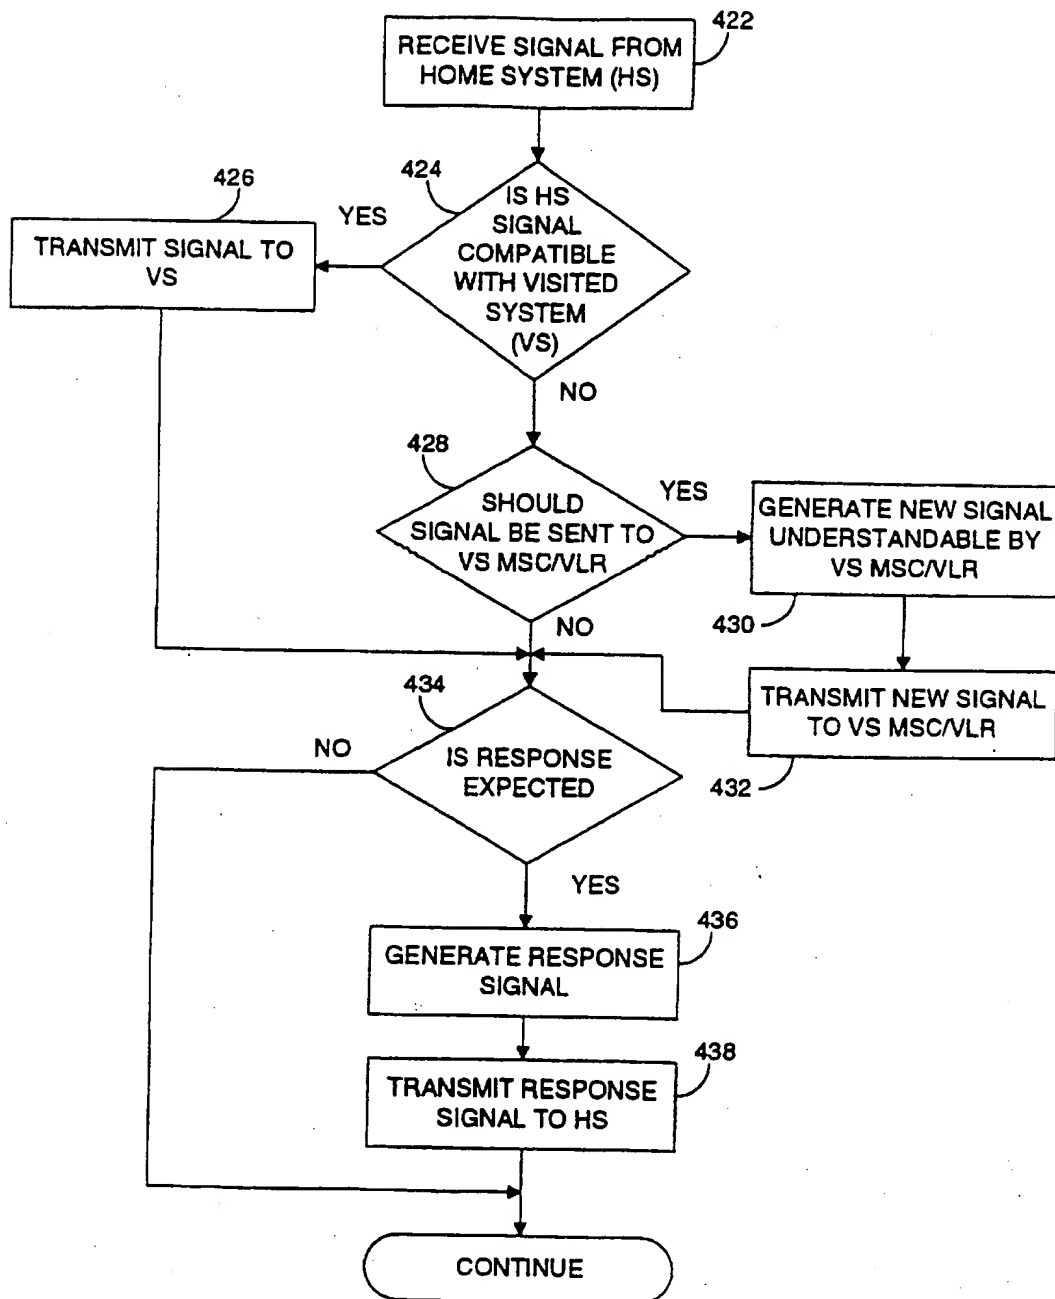 422
RECEIVE SIGNAL FROM
HOME SYSTEM (HS)
424
IS HS
SIGNAL
COMPATIBLE
WITH VISITED
SYSTEM
(VS)
YES
426
TRANSMIT SIGNAL TO
VS
NO
428
SHOULD
SIGNAL BE SENT TO
VS MSC/VLR
YES
GENERATE NEW SIGNAL
UNDERSTANDABLE BY
VS MSC/VLR
430
NO
TRANSMIT NEW SIGNAL
TO VS MSC/VLR
432
434
IS RESPONSE
EXPECTED
NO
YES
436
GENERATE RESPONSE
SIGNAL
438
TRANSMIT RESPONSE
SIGNAL TO HS
CONTINUE